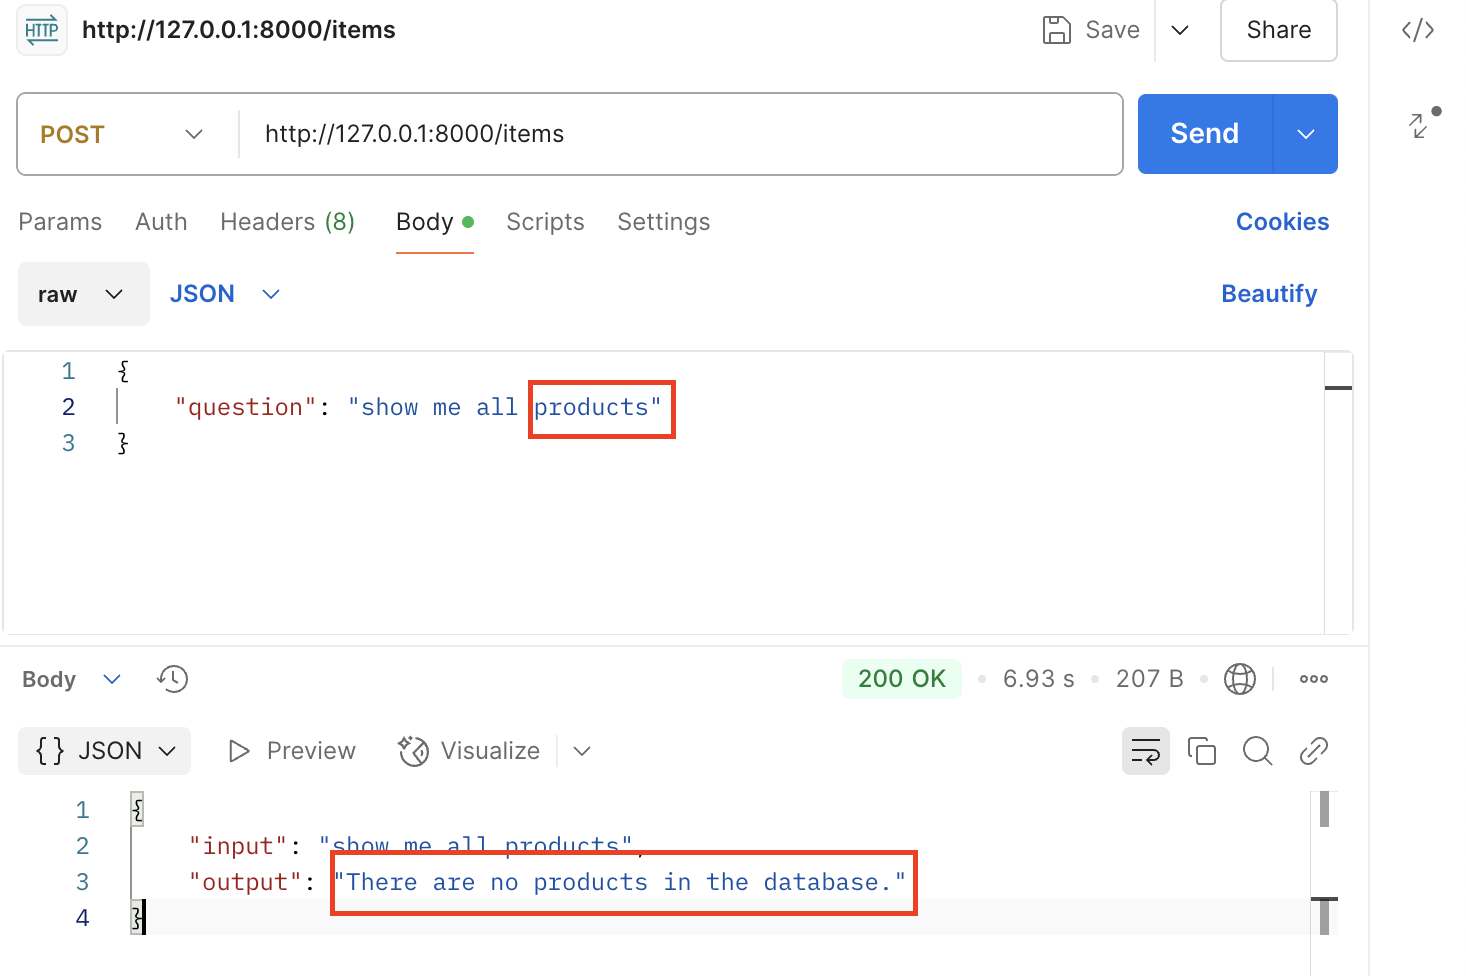 HTTP http://127.0.0.1:8000/items Save Share </>
POST http://127.0.0.1:8000/items Send
Params Auth Headers (8) Body Scripts Settings Cookies
raw JSON Beautify
1 {
2 "question": "show me all products"
3 }
Body 200 OK • 6.93 s • 207 B •
{} JSON Preview Visualize
1 {
2 "input": "show me all products",
3 "output": "There are no products in the database."
4 }